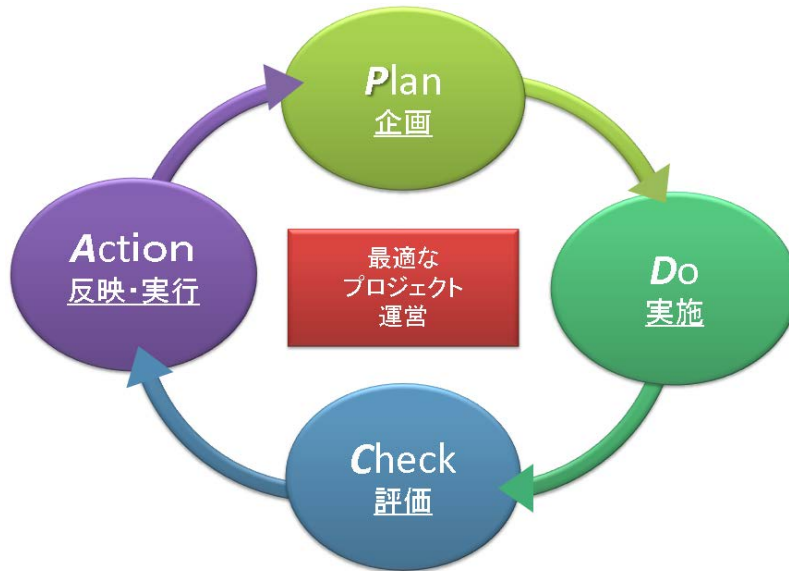 Plan
企画
Do
実施
Check
評価
Action
反映・実行
最適な
プロジェクト
運営